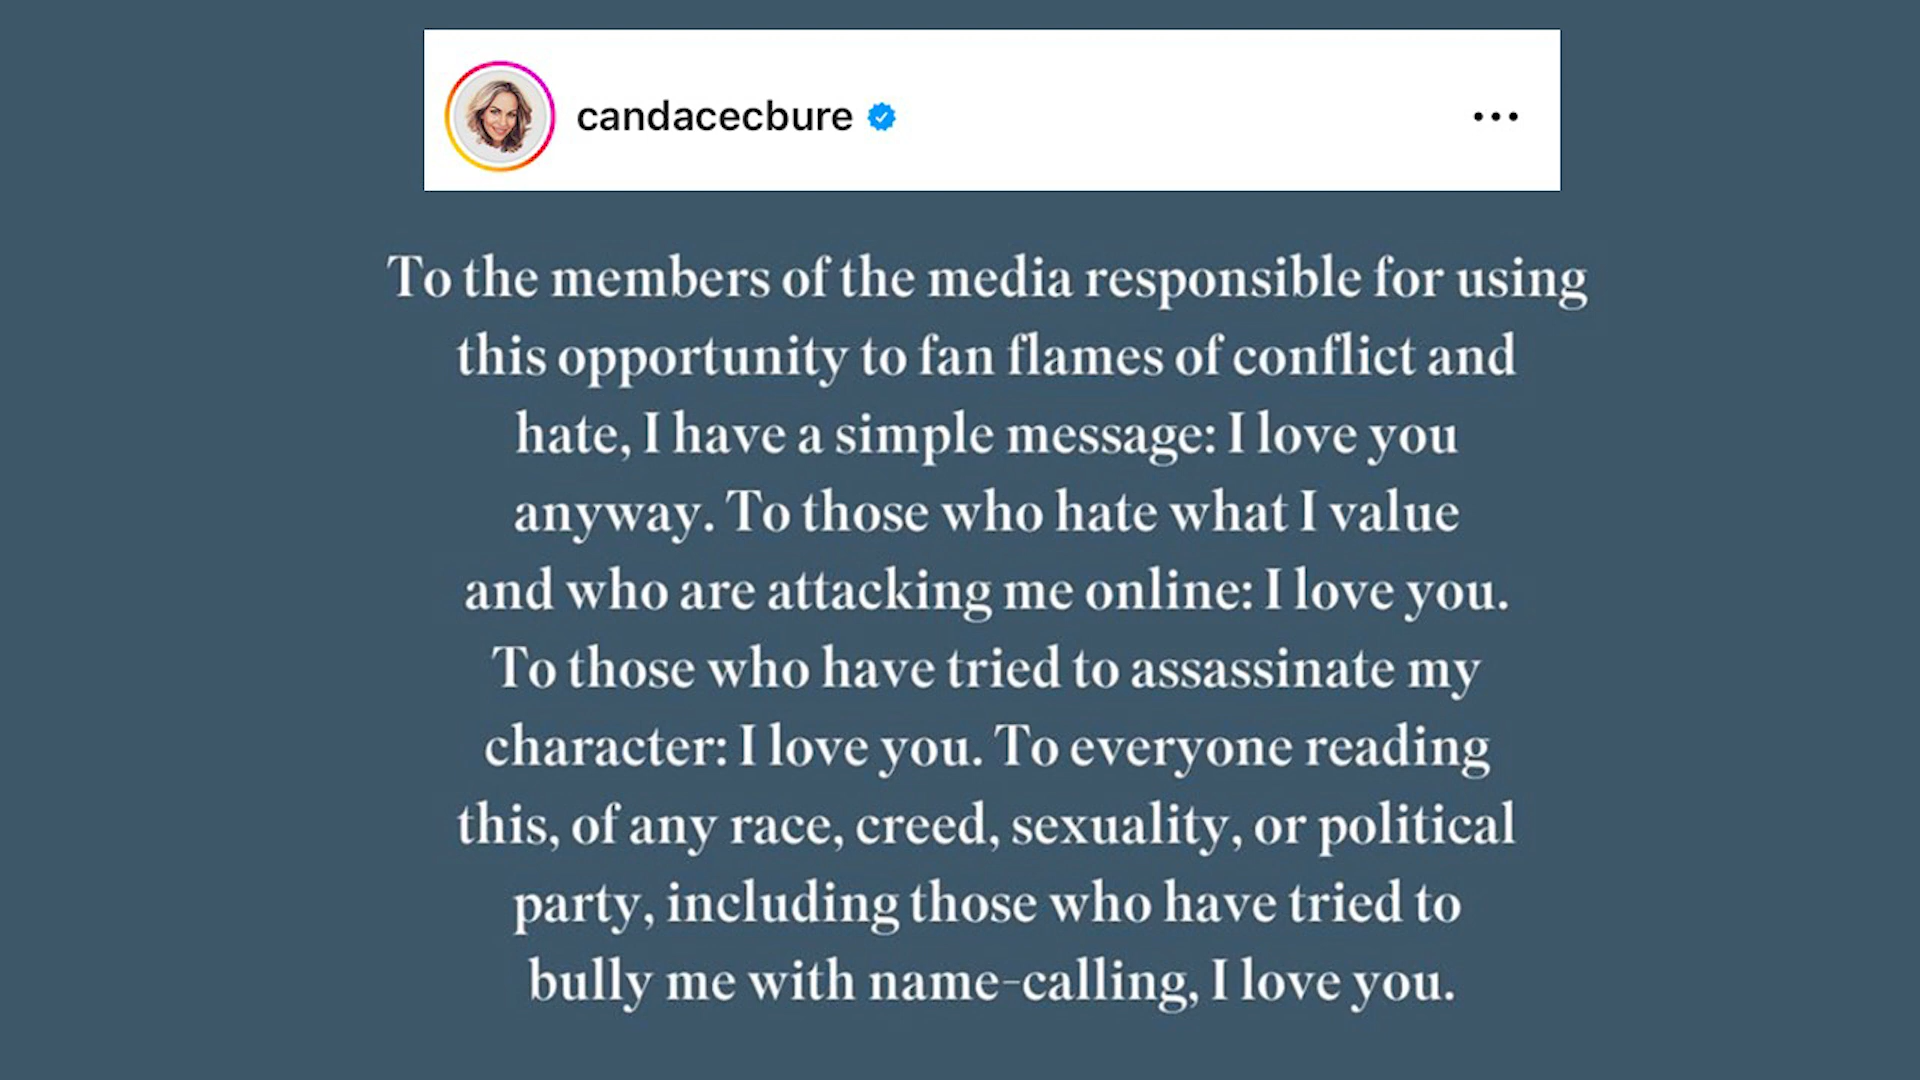 candacecbure
To the members of the media responsible for using
this opportunity to fan flames of conflict and
hate, I have a simple message: I love you
anyway. To those who hate what I value
and who are attacking me online: I love you.
To those who have tried to assassinate my
character: I love you. To everyone reading
this, of any race, creed, sexuality, or political
party, including those who have tried to
bully me with name-calling, I love you.